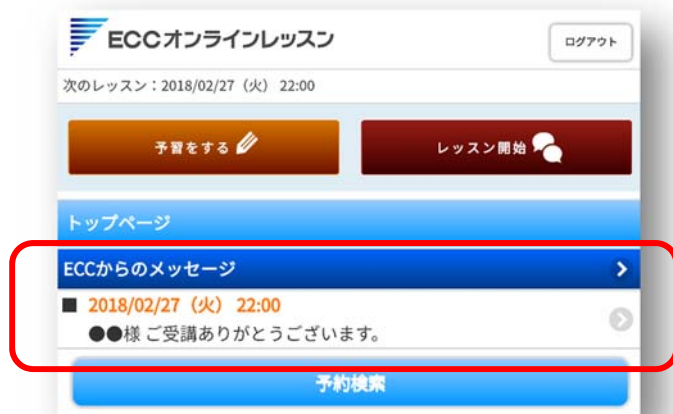 ECCオンラインレッスン
ログアウト
次のレッスン：2018/02/27（火） 22:00
予習をする
レッスン開始
トップページ
ECCからのメッセージ
■ 2018/02/27（火） 22:00
●●様 ご受講ありがとうございます。
予約検索